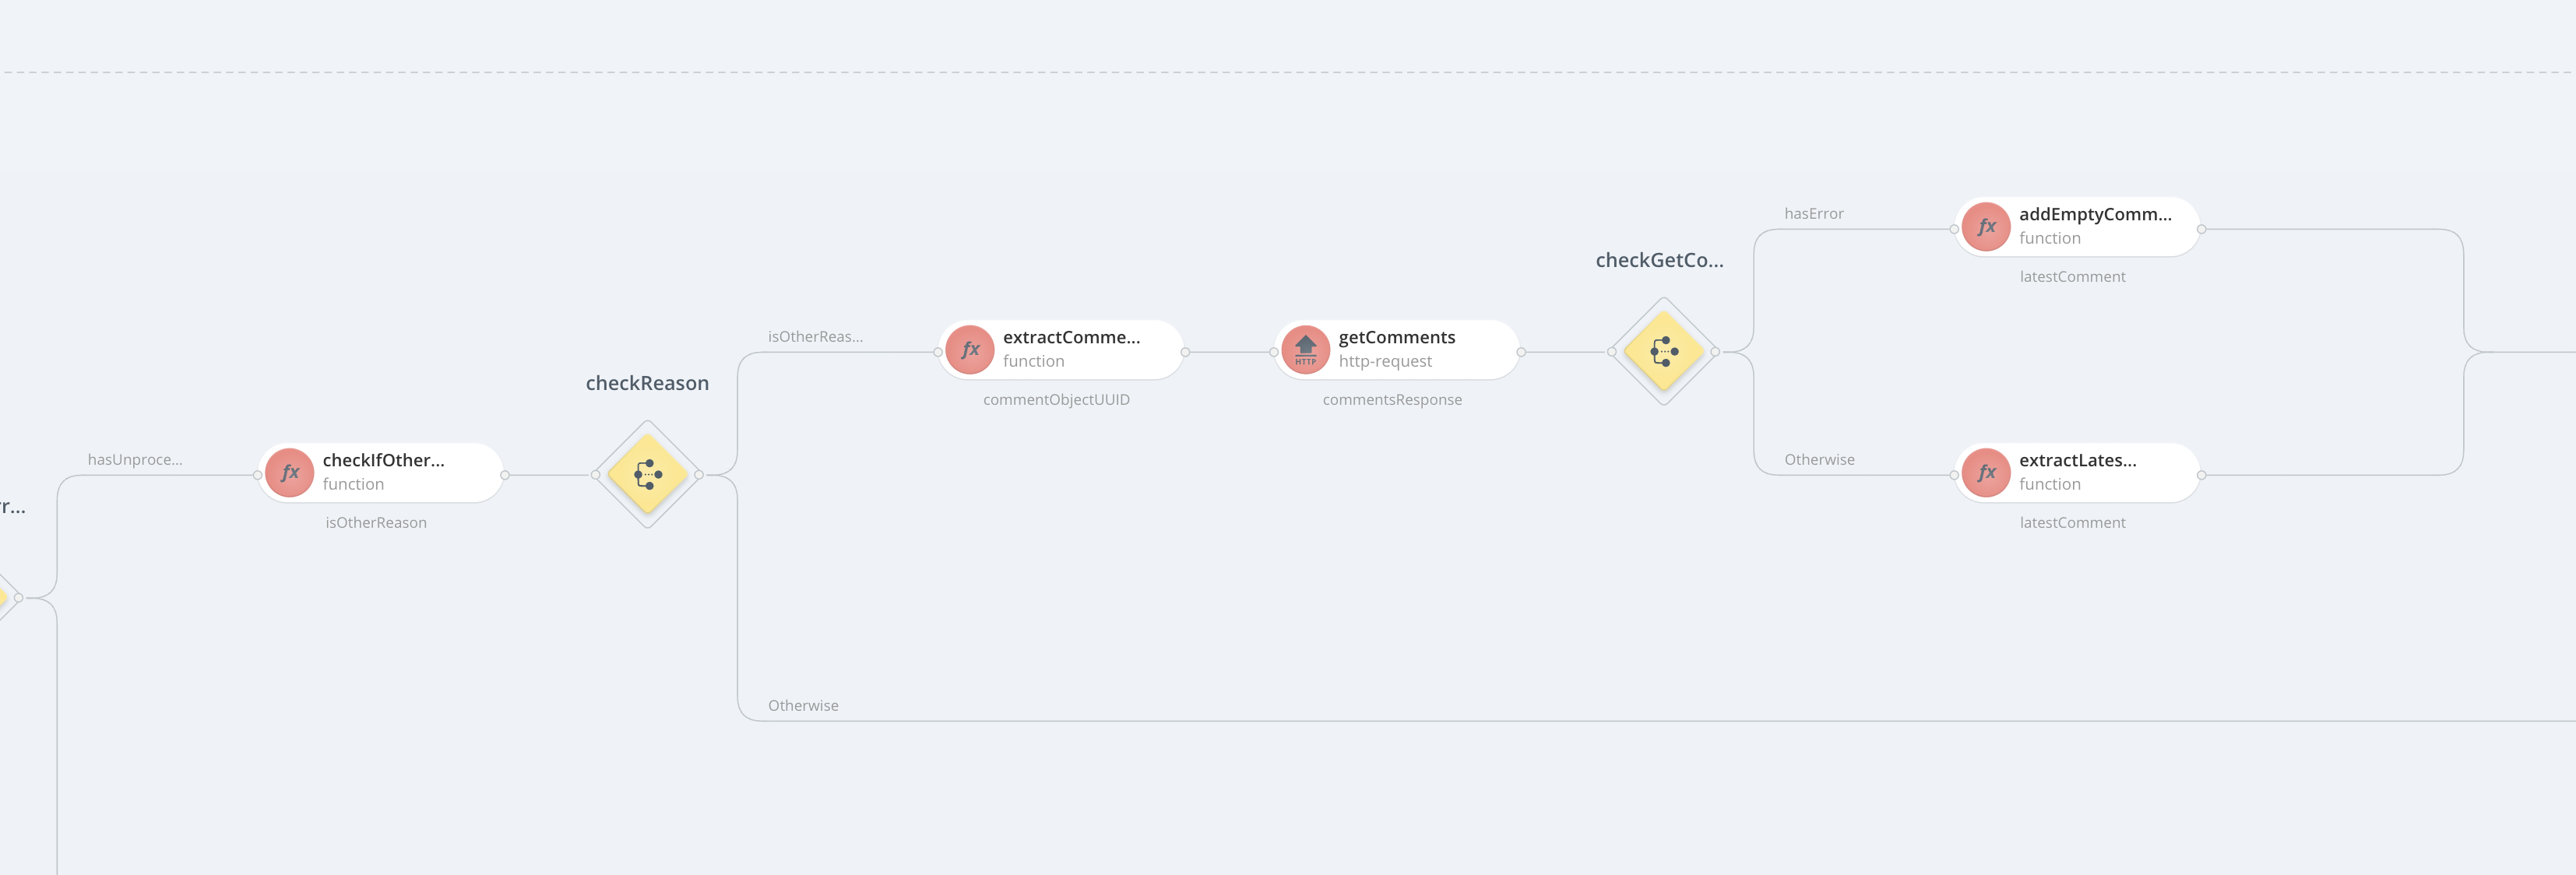 hasError
fx
addEmptyComm...
function
latestComment
checkGetCo...
isOtherReas...
fx
extractComme...
function
commentObjectUUID
HTTP
getComments
http-request
commentsResponse
checkReason
hasUnproce...
fx
checkIfOther...
function
isOtherReason
Otherwise
fx
extractLates...
function
latestComment
r...
Otherwise